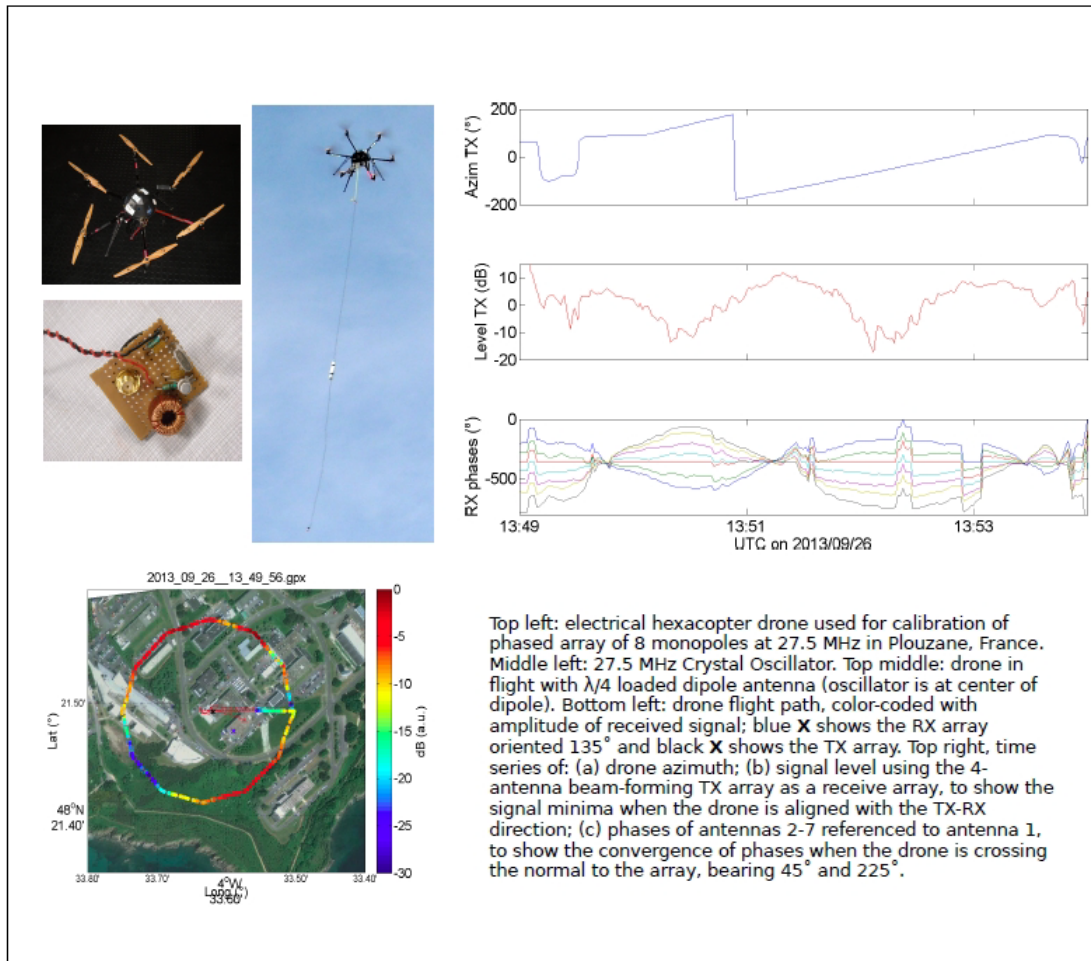 200
0
-200
Azim TX (°)
10
0
-10
-20
Level TX (dB)
0
-500
RX phases (°)
13:49
13:51
13:53
UTC on 2013/09/26
2013_09_26__13_49_56.gpx
0
-5
-10
-15
-20
-25
-30
dB (a.u.)
21.50'
48°N
21.40'
Lat (°)
33.80'
33.70'
4°W
33.60'
33.50'
33.40'
Long (°)
Top left: electrical hexacopter drone used for calibration of
phased array of 8 monopoles at 27.5 MHz in Plouzane, France.
Middle left: 27.5 MHz Crystal Oscillator. Top middle: drone in
flight with λ/4 loaded dipole antenna (oscillator is at center of
dipole). Bottom left: drone flight path, color-coded with
amplitude of received signal; blue X shows the RX array
oriented 135° and black X shows the TX array. Top right, time
series of: (a) drone azimuth; (b) signal level using the 4-
antenna beam-forming TX array as a receive array, to show the
signal minima when the drone is aligned with the TX-RX
direction; (c) phases of antennas 2-7 referenced to antenna 1,
to show the convergence of phases when the drone is crossing
the normal to the array, bearing 45° and 225°.